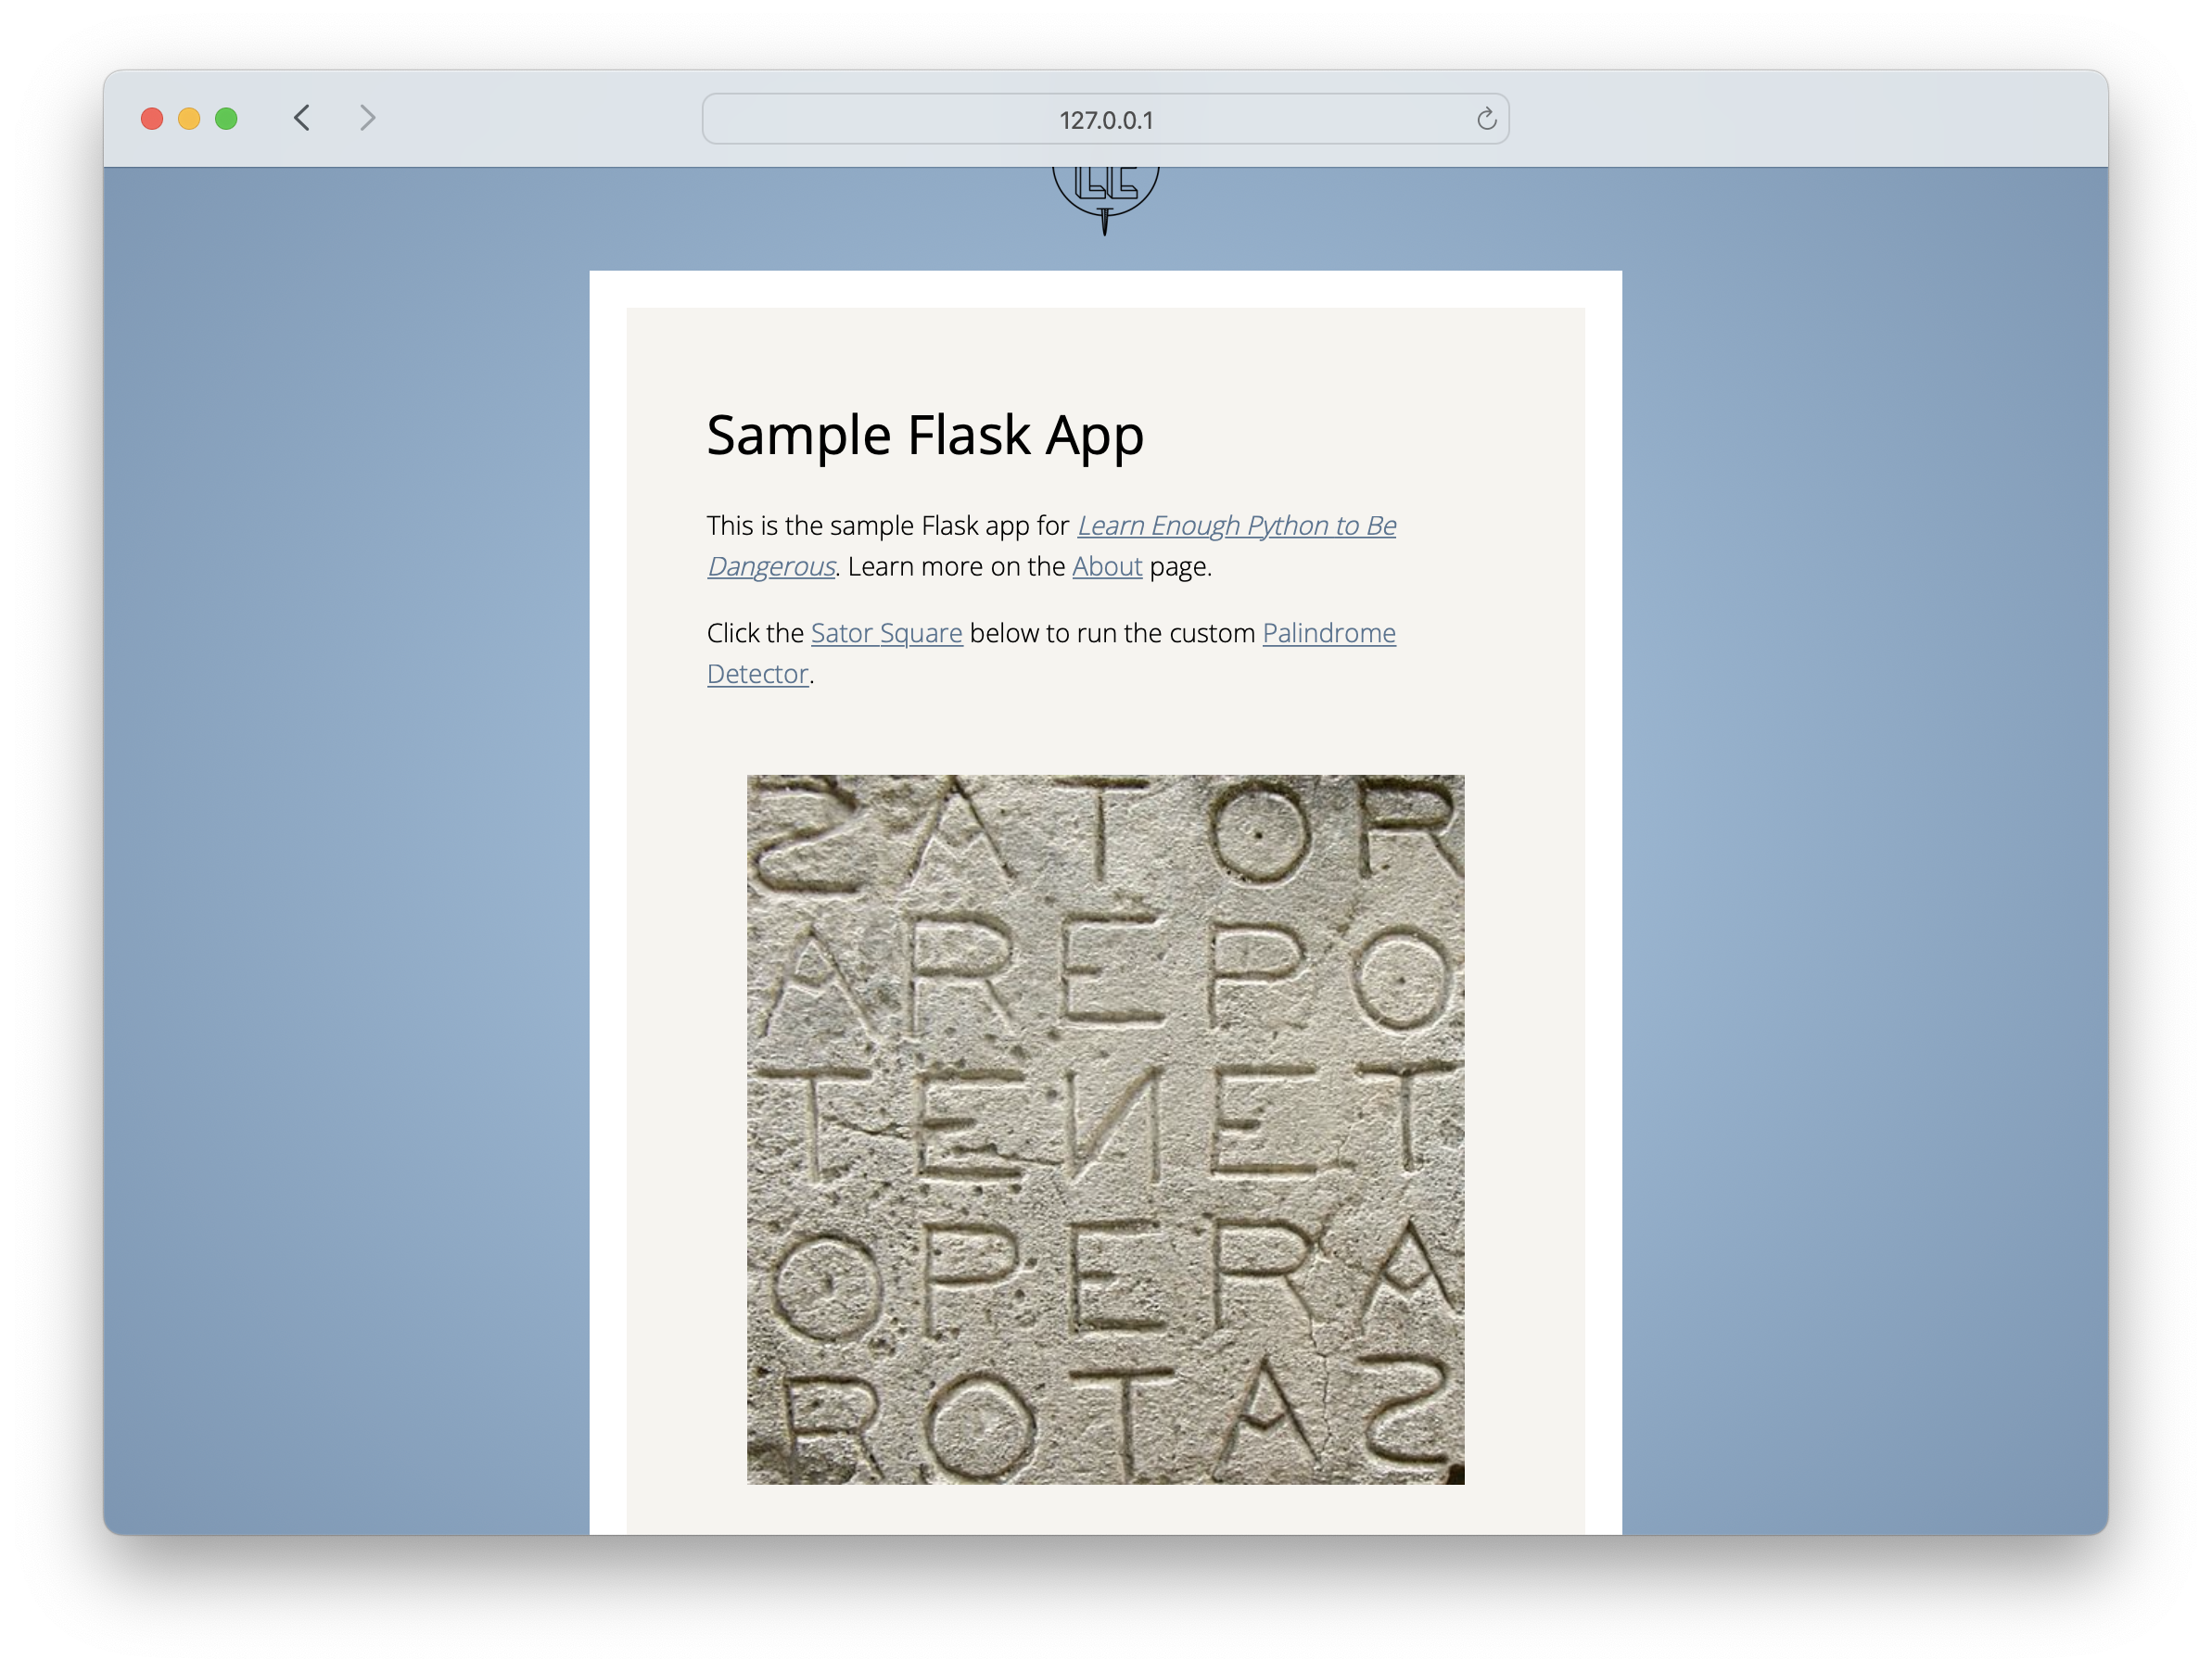 127.0.0.1
LE
Sample Flask App
This is the sample Flask app for Learn Enough Python to Be
Dangerous. Learn more on the About page.
Click the Sator Square below to run the custom Palindrome
Detector.
SATOR
AREPO
TENET
OPERA
ROTAS